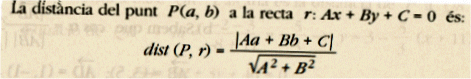 La distància del punt P(a, b) a la recta r: Ax + By + C = 0 és:
dist (P, r) = |Aa + Bb + C| / √A² + B²